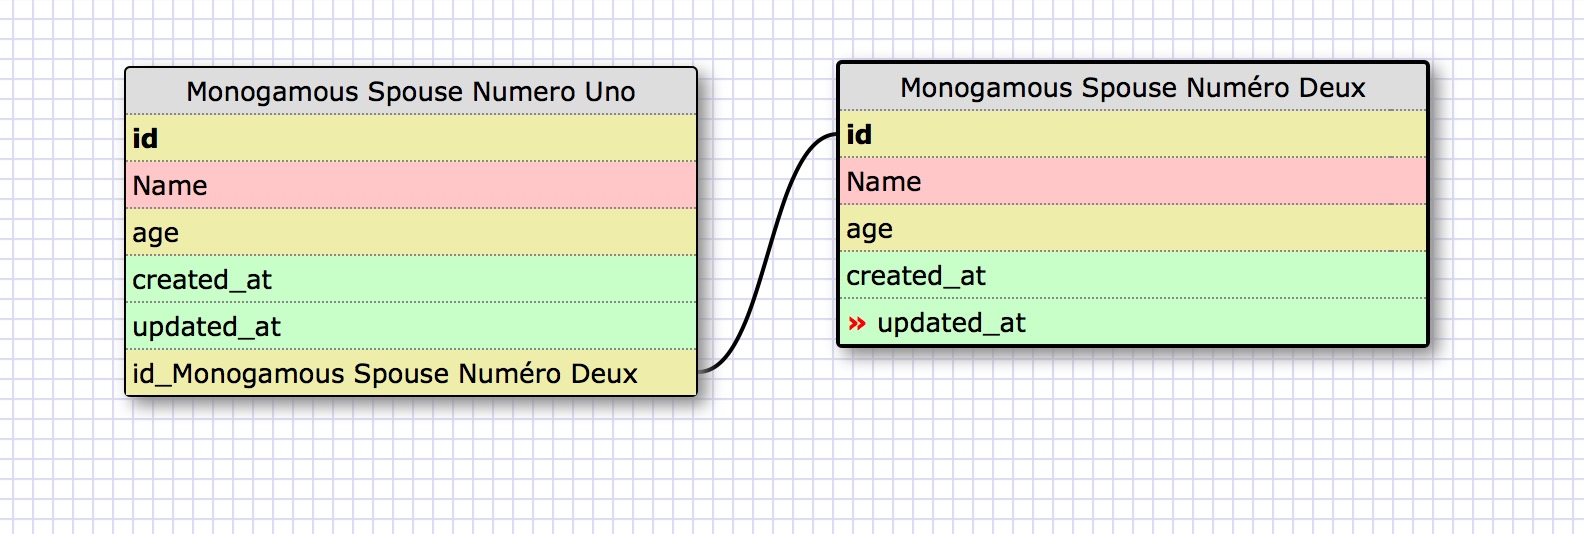 Monogamous Spouse Numero Uno
id
Name
age
created_at
updated_at
id_Monogamous Spouse Numéro Deux
Monogamous Spouse Numéro Deux
id
Name
age
created_at
» updated_at